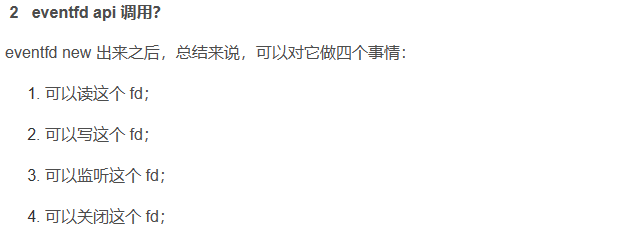 2 eventfd api 调用？
eventfd new 出来之后，总结来说，可以对它做四个事情：
1. 可以读这个 fd；
2. 可以写这个 fd；
3. 可以监听这个 fd；
4. 可以关闭这个 fd；